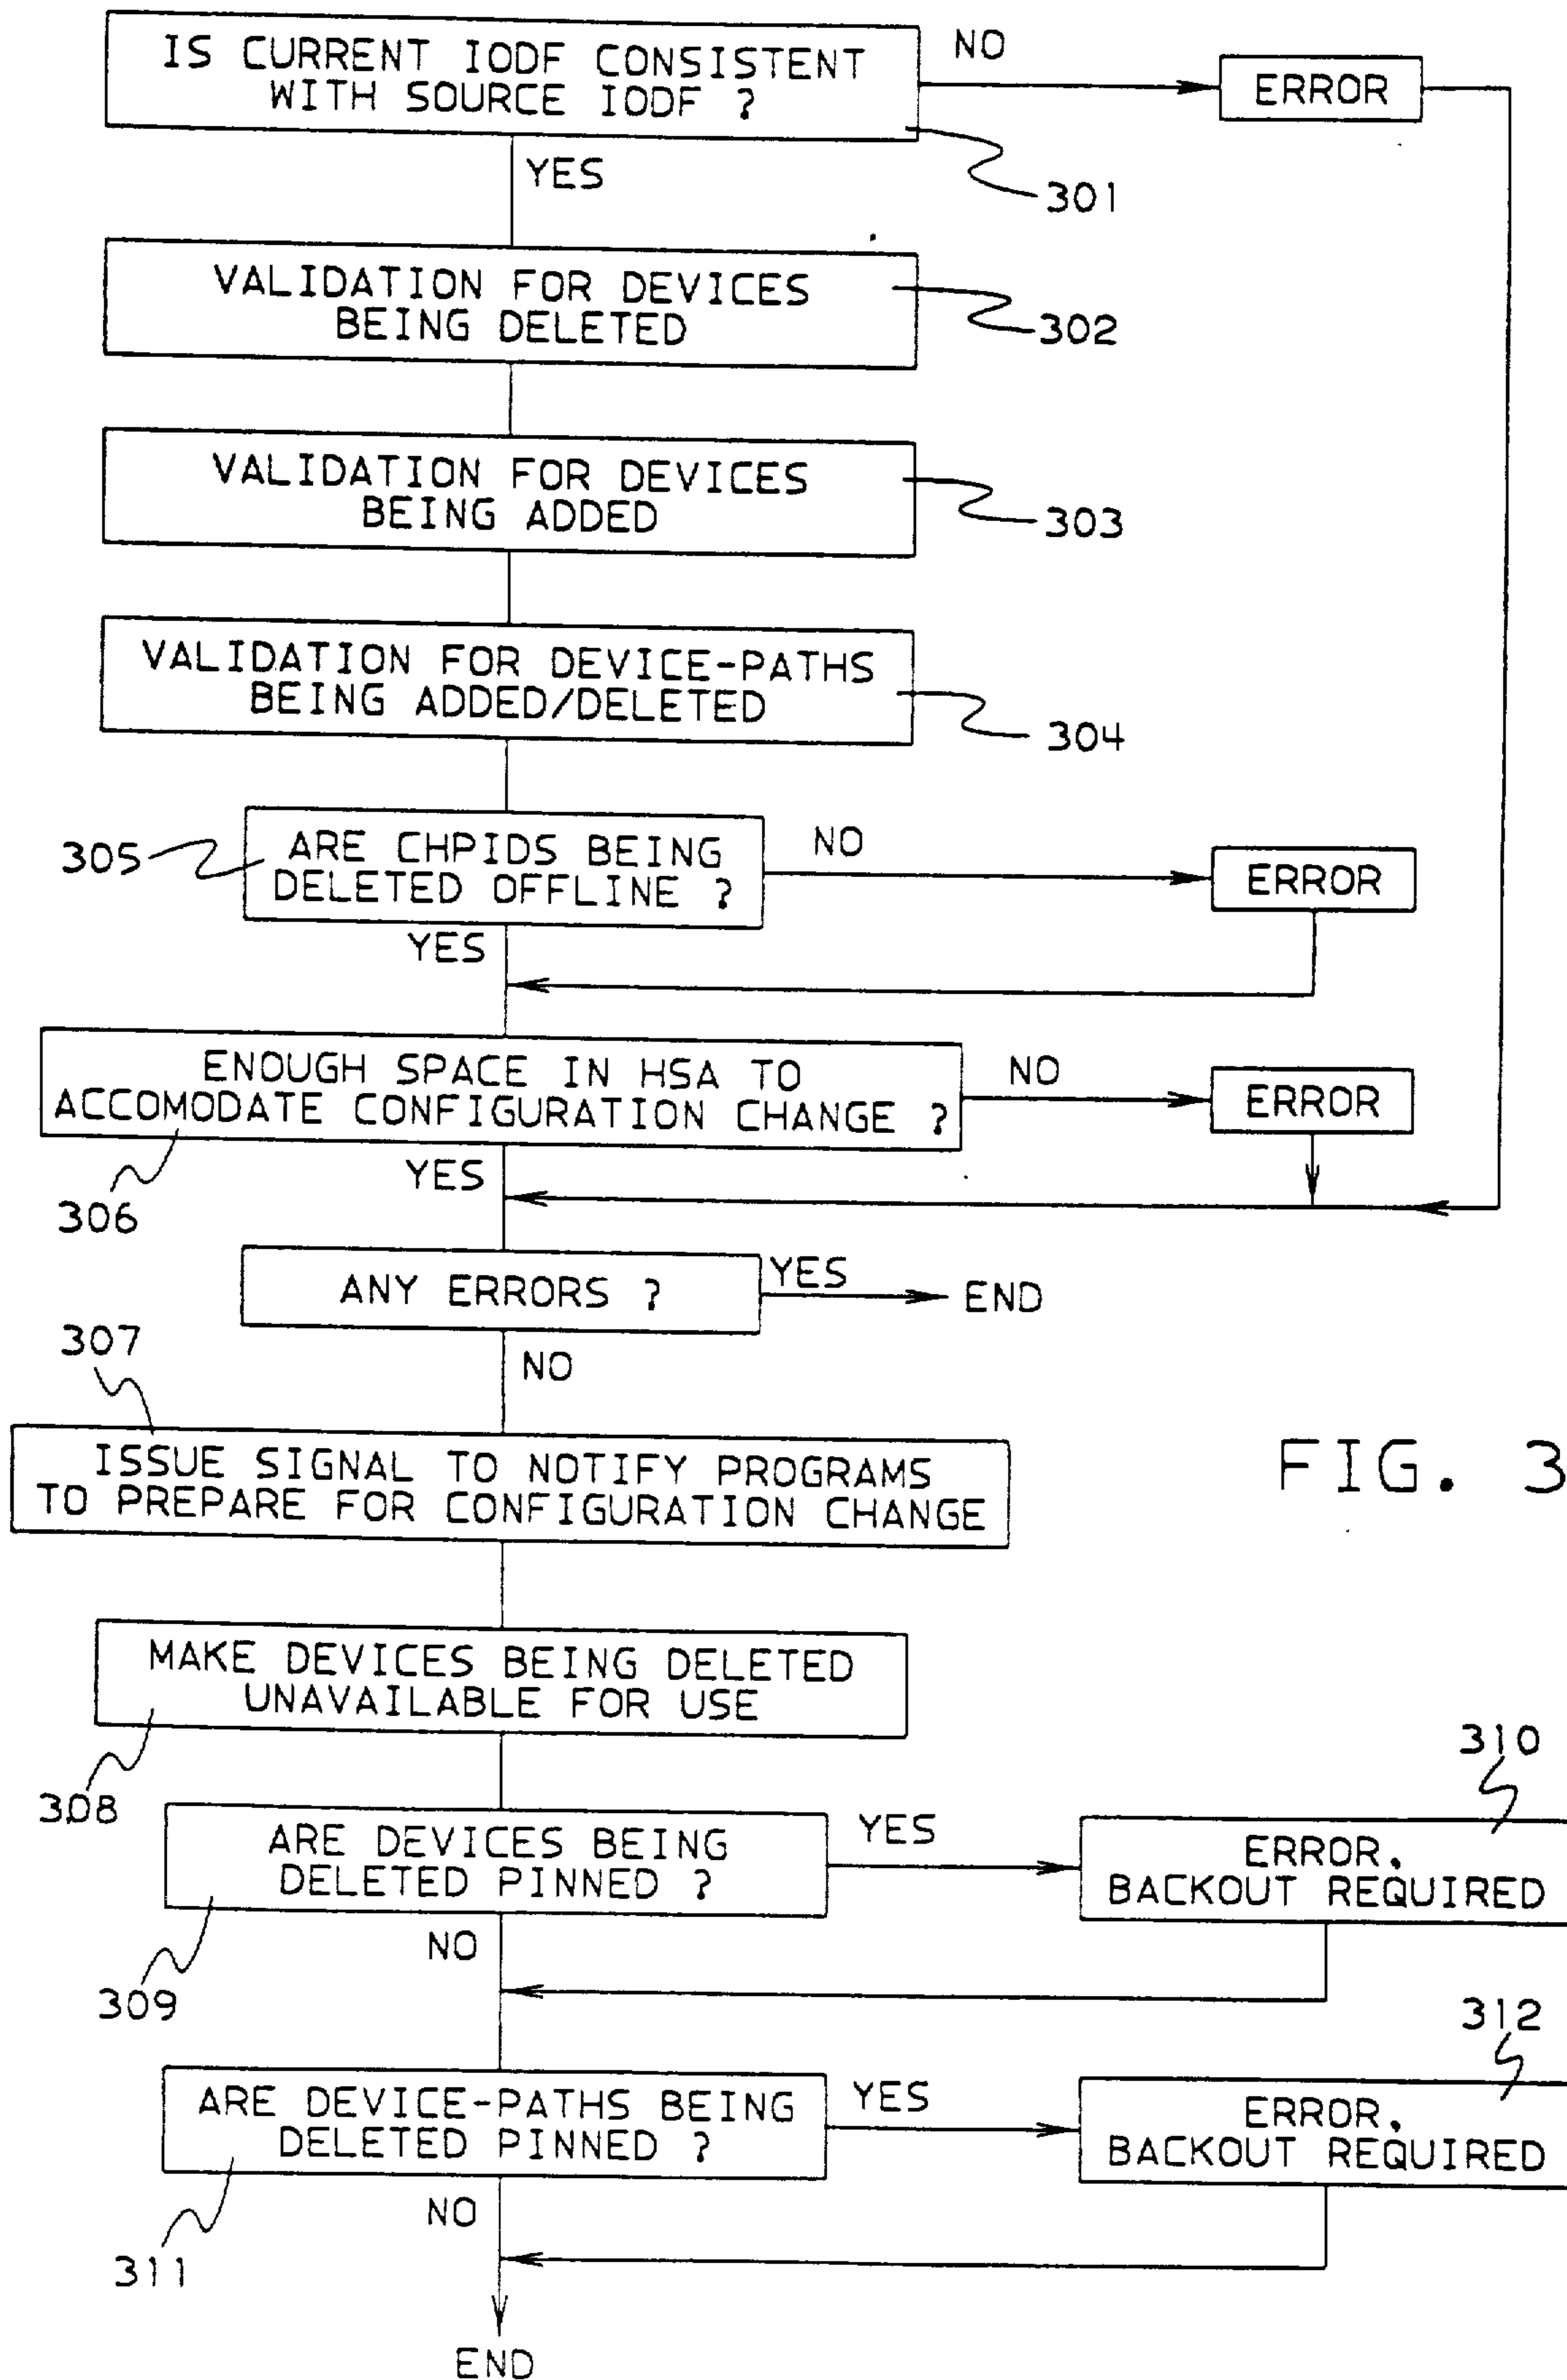 IS CURRENT IODF CONSISTENT
WITH SOURCE IODF ?
NO
ERROR
YES
301
VALIDATION FOR DEVICES
BEING DELETED
302
VALIDATION FOR DEVICES
BEING ADDED
303
VALIDATION FOR DEVICE-PATHS
BEING ADDED/DELETED
304
305
ARE CHPIDS BEING
DELETED OFFLINE ?
NO
ERROR
YES
ENOUGH SPACE IN HSA TO
ACCOMODATE CONFIGURATION CHANGE ?
NO
ERROR
YES
306
ANY ERRORS ?
YES
END
307
NO
ISSUE SIGNAL TO NOTIFY PROGRAMS
TO PREPARE FOR CONFIGURATION CHANGE
FIG. 3
MAKE DEVICES BEING DELETED
UNAVAILABLE FOR USE
308
310
ARE DEVICES BEING
DELETED PINNED ?
YES
ERROR.
BACKOUT REQUIRED
NO
309
312
ARE DEVICE-PATHS BEING
DELETED PINNED ?
YES
ERROR.
BACKOUT REQUIRED
NO
311
END